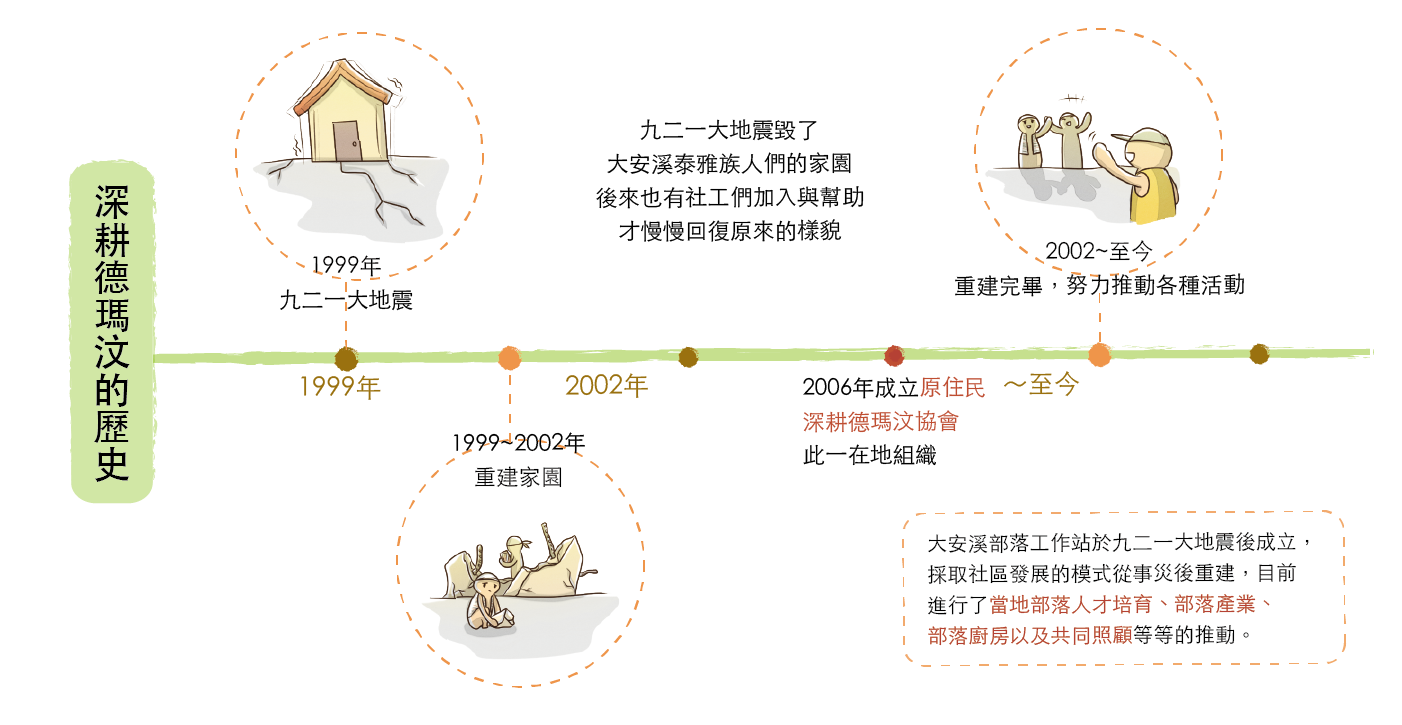 深耕德瑪汶的歷史
1999年
九二一大地震
九二一大地震毀了
大安溪泰雅族人們的家園
後來也有社工們加入與幫助
才慢慢回復原來的樣貌
2002~至今
重建完畢，努力推動各種活動
1999年
2002年
2006年成立原住民
深耕德瑪汶協會
此一在地組織
～至今
1999~2002年
重建家園
大安溪部落工作站於九二一大地震後成立，
採取社區發展的模式從事災後重建，目前
進行了當地部落人才培育、部落產業、
部落廚房以及共同照顧等等的推動。